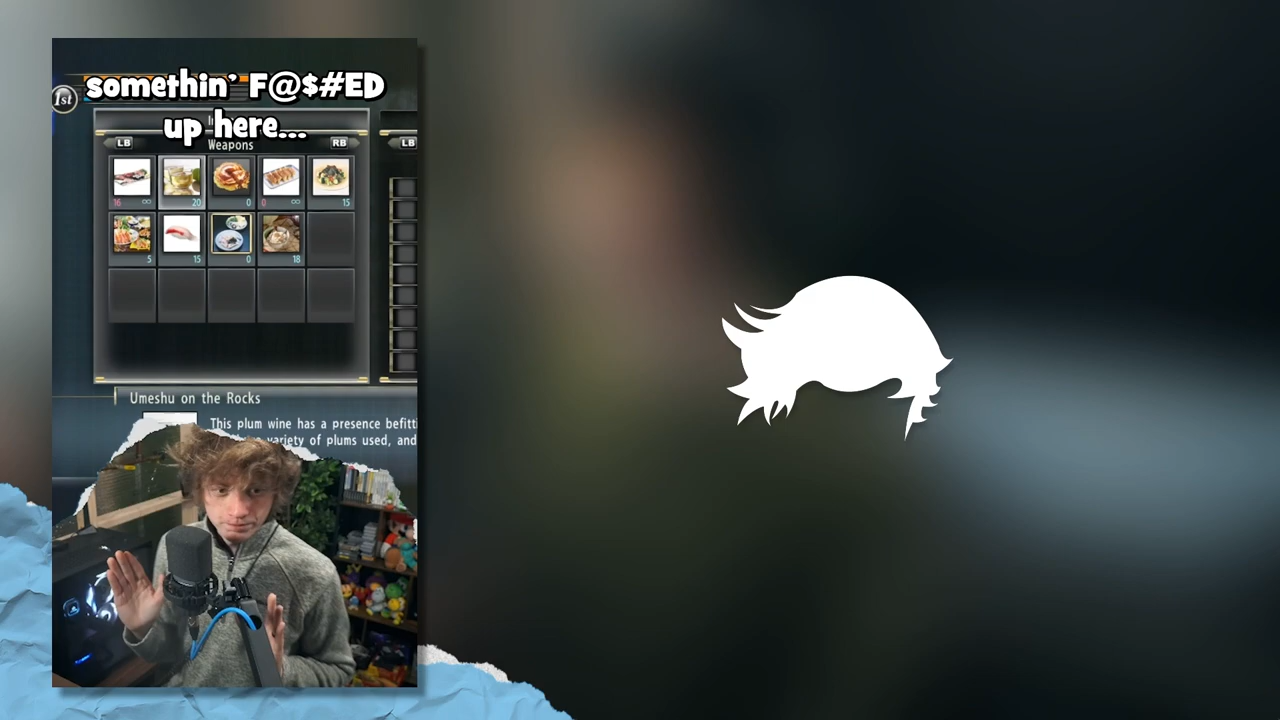 somethin' F@$#ED
1st
up here...
LB
Weapons
RB
LB
16
∞
20
0
0
∞
15
5
15
0
18
Umeshu on the Rocks
This plum wine has a presence befitt
variety of plums used, and